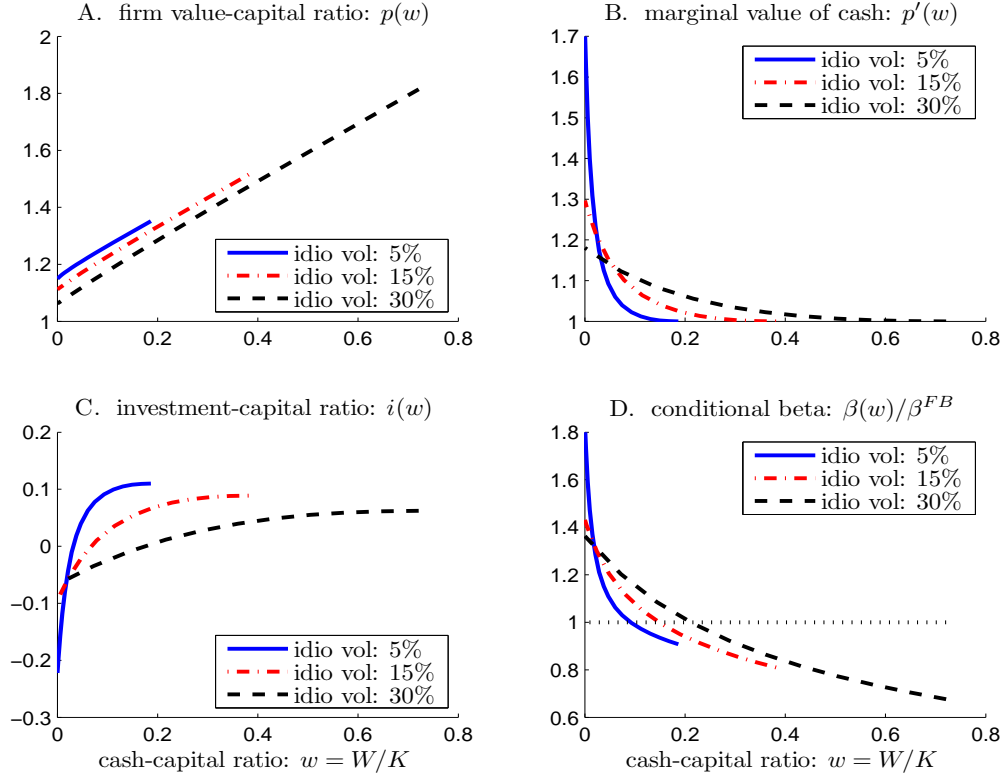 A. firm value-capital ratio: p(w)
2
1.8
1.6
1.4
1.2
1
0
0.2
0.4
0.6
0.8
idio vol: 5%
idio vol: 15%
idio vol: 30%
B. marginal value of cash: p′(w)
1.7
1.6
1.5
1.4
1.3
1.2
1.1
1
0
0.2
0.4
0.6
0.8
idio vol: 5%
idio vol: 15%
idio vol: 30%
C. investment-capital ratio: i(w)
0.2
0.1
0
−0.1
−0.2
−0.3
0
0.2
0.4
0.6
0.8
idio vol: 5%
idio vol: 15%
idio vol: 30%
cash-capital ratio: w = W/K
D. conditional beta: β(w)/β^{FB}
1.8
1.6
1.4
1.2
1
0.8
0.6
0
0.2
0.4
0.6
0.8
idio vol: 5%
idio vol: 15%
idio vol: 30%
cash-capital ratio: w = W/K